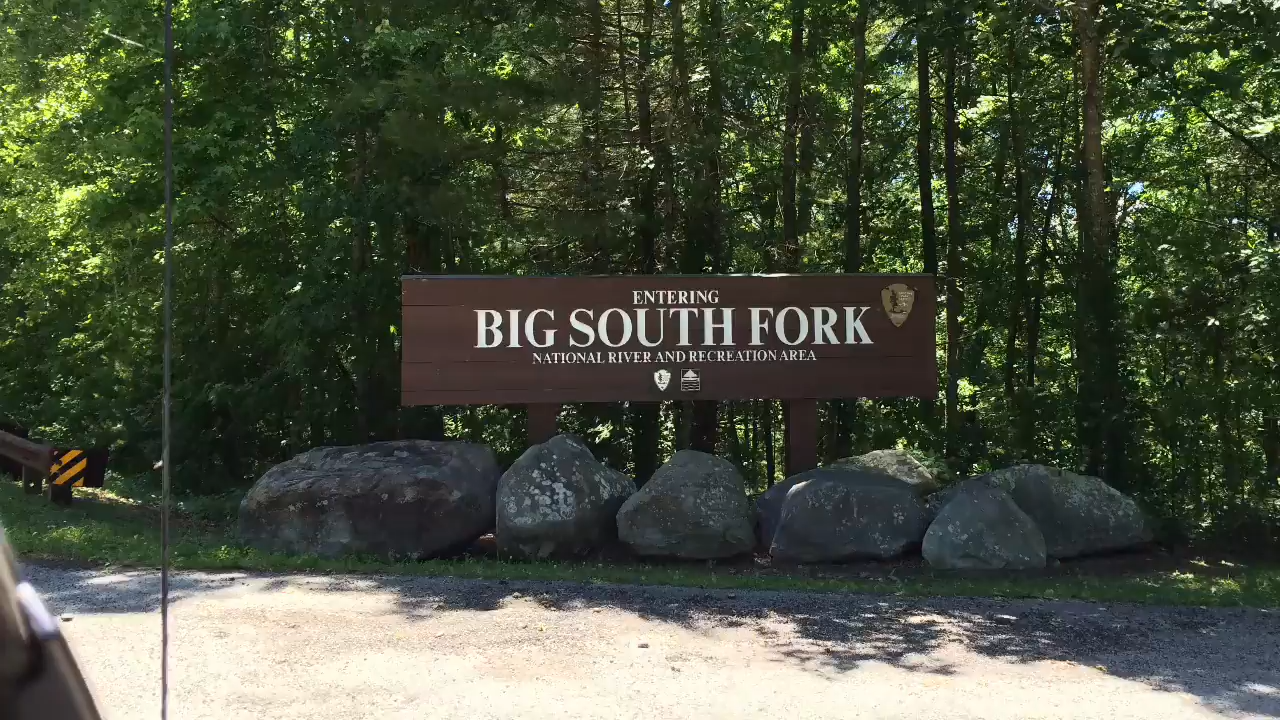 ENTERING
BIG SOUTH FORK
NATIONAL RIVER AND RECREATION AREA